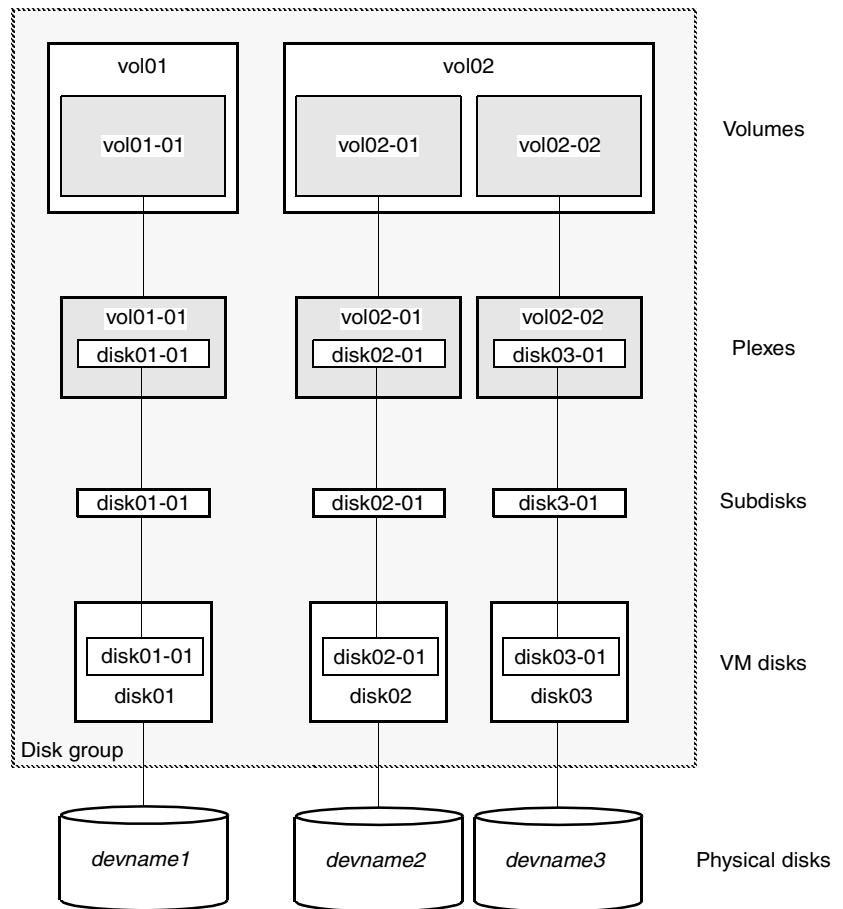 vol01
vol02
vol01-01
vol02-01
vol02-02
Volumes
vol01-01
vol02-01
vol02-02
disk01-01
disk02-01
disk03-01
Plexes
disk01-01
disk02-01
disk3-01
Subdisks
disk01-01
disk02-01
disk03-01
VM disks
disk01
disk02
disk03
Disk group
devname1
devname2
devname3
Physical disks